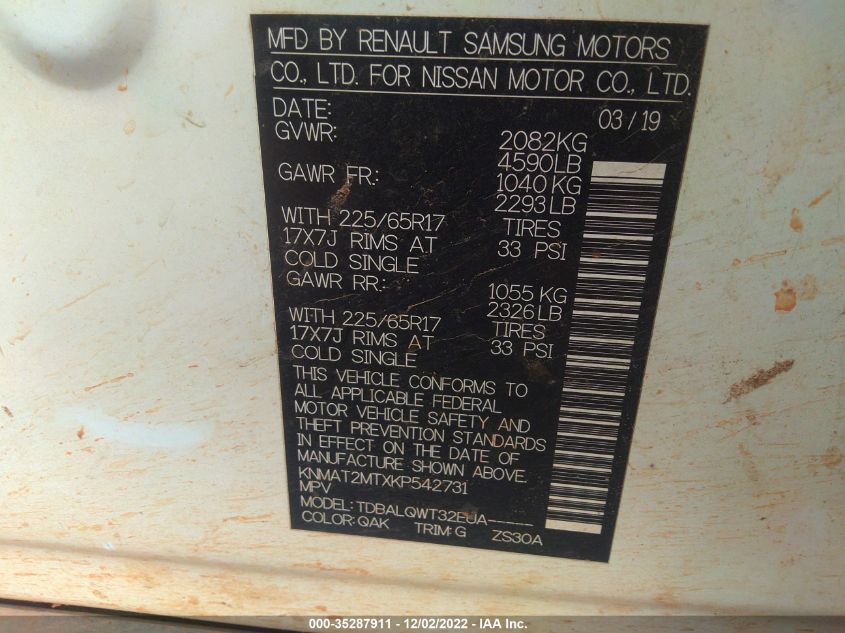 MFD BY RENAULT SAMSUNG MOTORS
CO., LTD. FOR NISSAN MOTOR CO., LTD.
DATE: 03/19
GVWR: 2082KG
4590LB
GAWR FR.: 1040KG
2293LB
WITH 225/65R17 TIRES
17X7J RIMS AT 33 PSI
COLD SINGLE
GAWR RR.: 1055KG
2326LB
WITH 225/65R17 TIRES
17X7J RIMS AT 33 PSI
COLD SINGLE
THIS VEHICLE CONFORMS TO
ALL APPLICABLE FEDERAL
MOTOR VEHICLE SAFETY AND
THEFT PREVENTION STANDARDS
IN EFFECT ON THE DATE OF
MANUFACTURE SHOWN ABOVE.
KNMAT2MTXKP542731
MPV
MODEL: TDBALQWT32EUA-----
COLOR: QAK TRIM: G ZS30A
000-35287911 - 12/02/2022 - IAA Inc.